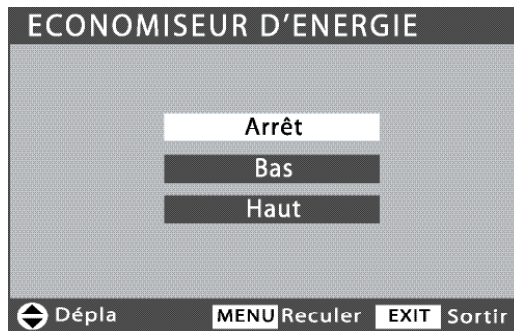 ECONOMISEUR D'ENERGIE
Arrêt
Bas
Haut
Dépla MENU Reculer EXIT Sortir